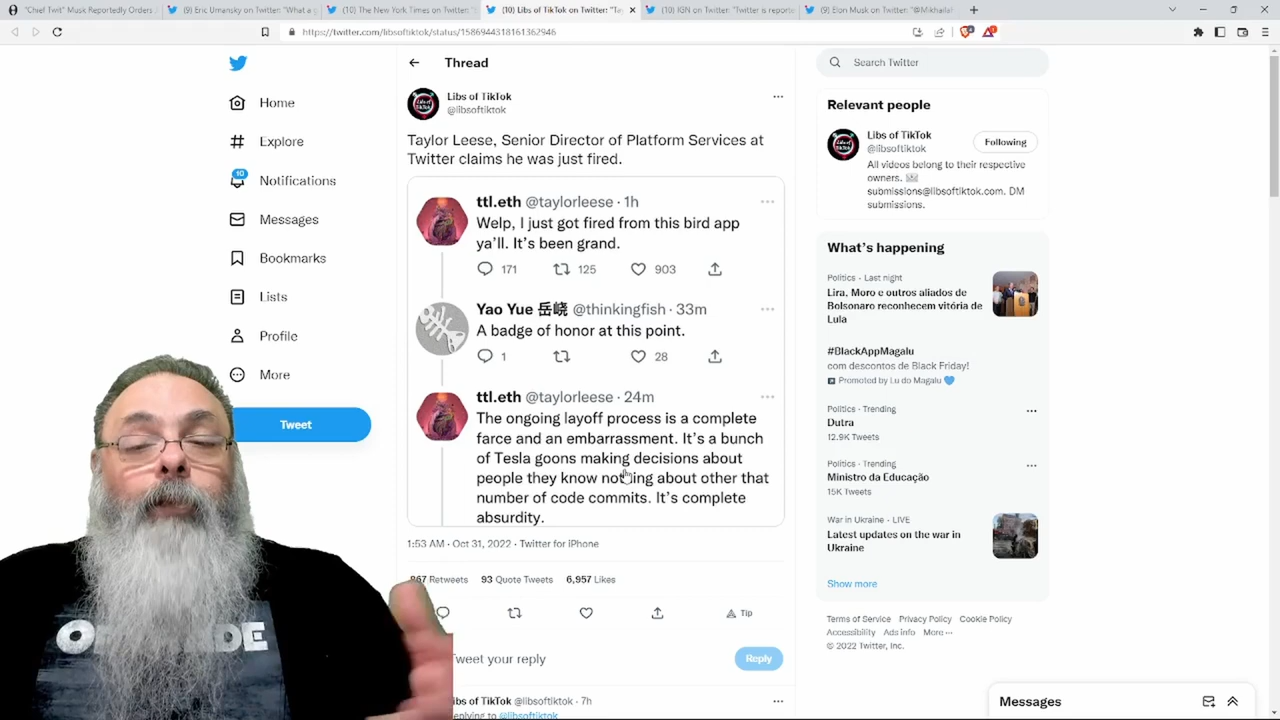 "Chief Twit" Musk Reportedly Orders
(9) Eric Umansky on Twitter: "What a g
(10) The New York Times on Twitter: "
(10) Libs of TikTok on Twitter: "Tay
(10) IGN on Twitter: "Twitter is reporte
(9) Elon Musk on Twitter: "@Mikhaila
https://twitter.com/libsoftiktok/status/1586944318161362946
Home
Explore
10
Notifications
Messages
Bookmarks
Lists
Profile
More
Tweet
Thread
Libs of TikTok
@libsoftiktok
Taylor Leese, Senior Director of Platform Services at
Twitter claims he was just fired.
ttl.eth @taylorleese · 1h
Welp, I just got fired from this bird app
ya'll. It's been grand.
171 125 903
Yao Yue 岳峣 @thinkingfish · 33m
A badge of honor at this point.
1 28
ttl.eth @taylorleese · 24m
The ongoing layoff process is a complete
farce and an embarrassment. It's a bunch
of Tesla goons making decisions about
people they know nothing about other that
number of code commits. It's complete
absurdity.
1:53 AM · Oct 31, 2022 · Twitter for iPhone
867 Retweets 93 Quote Tweets 6,957 Likes
Tip
Tweet your reply
Reply
Libs of TikTok @libsoftiktok · 7h
Replying to @libsoftiktok
Search Twitter
Relevant people
Libs of TikTok
@libsoftiktok
Following
All videos belong to their respective
owners.
submissions@libsoftiktok.com. DM
submissions.
What's happening
Politics · Last night
Lira, Moro e outros aliados de
Bolsonaro reconhecem vitória de
Lula
#BlackAppMagalu
com descontos de Black Friday!
Promoted by Lu do Magalu
Politics · Trending
Dutra
12.9K Tweets
Politics · Trending
Ministro da Educação
15K Tweets
War in Ukraine · LIVE
Latest updates on the war in
Ukraine
Show more
Terms of Service Privacy Policy Cookie Policy
Accessibility Ads info More ···
© 2022 Twitter, Inc.
Messages